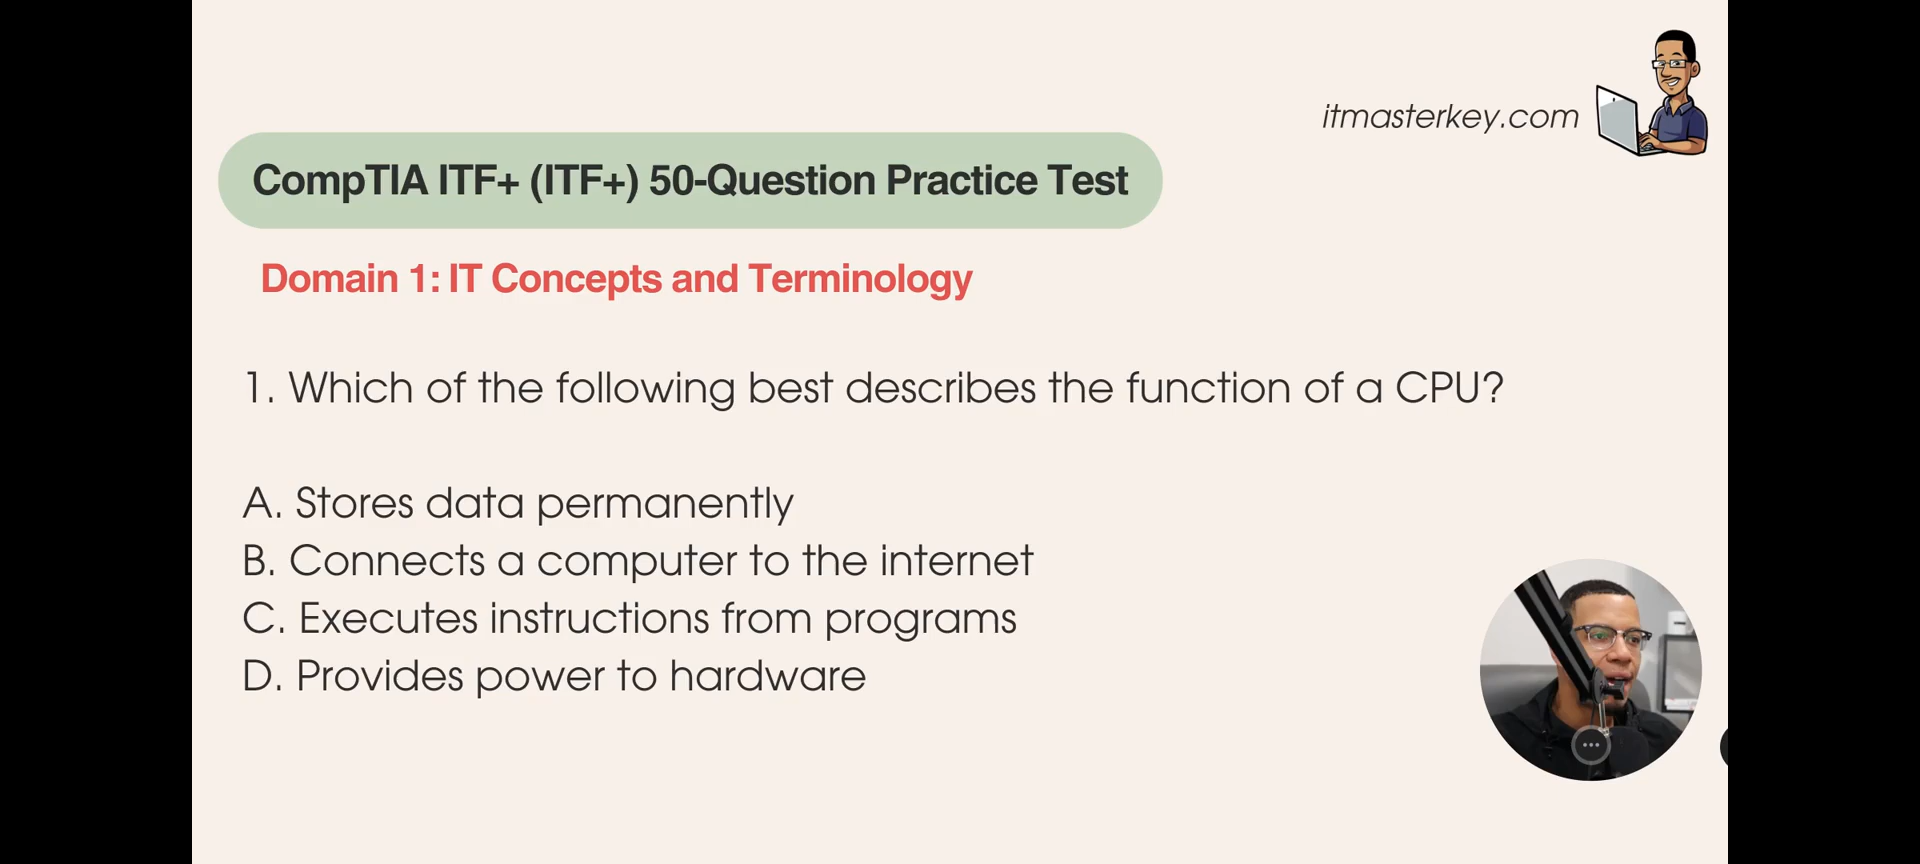 itmasterkey.com
CompTIA ITF+ (ITF+) 50-Question Practice Test
Domain 1: IT Concepts and Terminology
1. Which of the following best describes the function of a CPU?
A. Stores data permanently
B. Connects a computer to the internet
C. Executes instructions from programs
D. Provides power to hardware